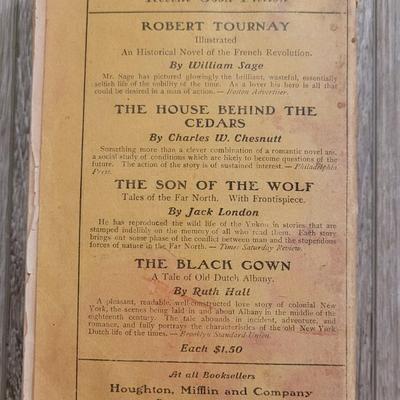 Recent Good Fiction
ROBERT TOURNAY
Illustrated
An Historical Novel of the French Revolution.
By William Sage
Mr. Sage has pictured glowingly the brilliant, wasteful, essentially
selfish life of the nobility of the time. As a lover his hero is all that
could be desired in a man of action. — Boston Advertiser.
THE HOUSE BEHIND THE
CEDARS
By Charles W. Chesnutt
Something more than a clever combination of a romantic novel and
a social study of conditions which are likely to become questions of the
future. The action of the story is of sustained interest. — Philadelphia
Press.
THE SON OF THE WOLF
Tales of the Far North. With Frontispiece.
By Jack London
He has reproduced the wild life of the Yukon in stories that are
stamped indelibly on the memory of all who read them. Each story
brings out some phase of the conflict between man and the stupendous
forces of nature in the Far North. — Times Saturday Review.
THE BLACK GOWN
A Tale of Old Dutch Albany.
By Ruth Hall
A pleasant, readable, well-constructed love story of colonial New
York, the scenes being laid in and about Albany in the middle of the
eighteenth century. The tale abounds in incident, adventure, and
romance, and fully portrays the characteristics of the old New York
Dutch life of the times. — Brooklyn Standard-Union.
Each $1.50
At all Booksellers
Houghton, Mifflin and Company